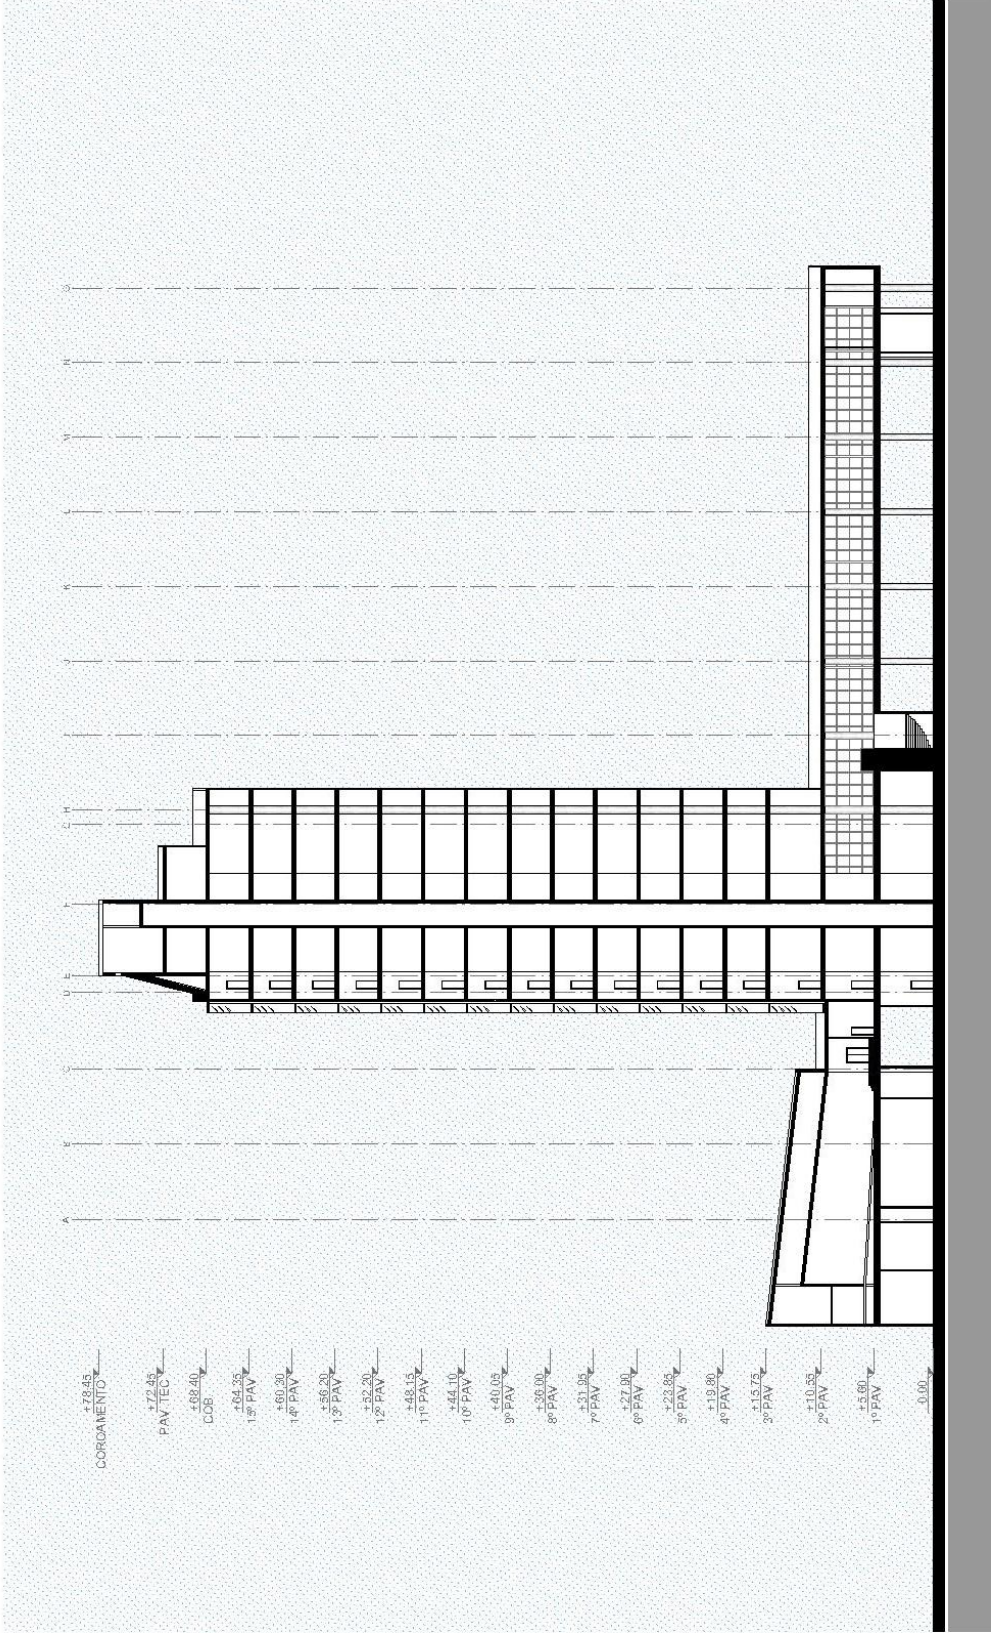 +78.45
COROAMENTO
+72.45
PAV. TEC
+68.40
COB.
+64.35
15º PAV
+60.30
14º PAV
+56.20
13º PAV
+52.20
12º PAV
+48.15
11º PAV
+44.10
10º PAV
+40.05
9º PAV
+36.00
8º PAV
+31.95
7º PAV
+27.90
6º PAV
+23.85
5º PAV
+19.80
4º PAV
+15.75
3º PAV
+10.55
2º PAV
+5.60
1º PAV
0.00
A
B
C
D
E
F
H
J
K
L
M
N
O